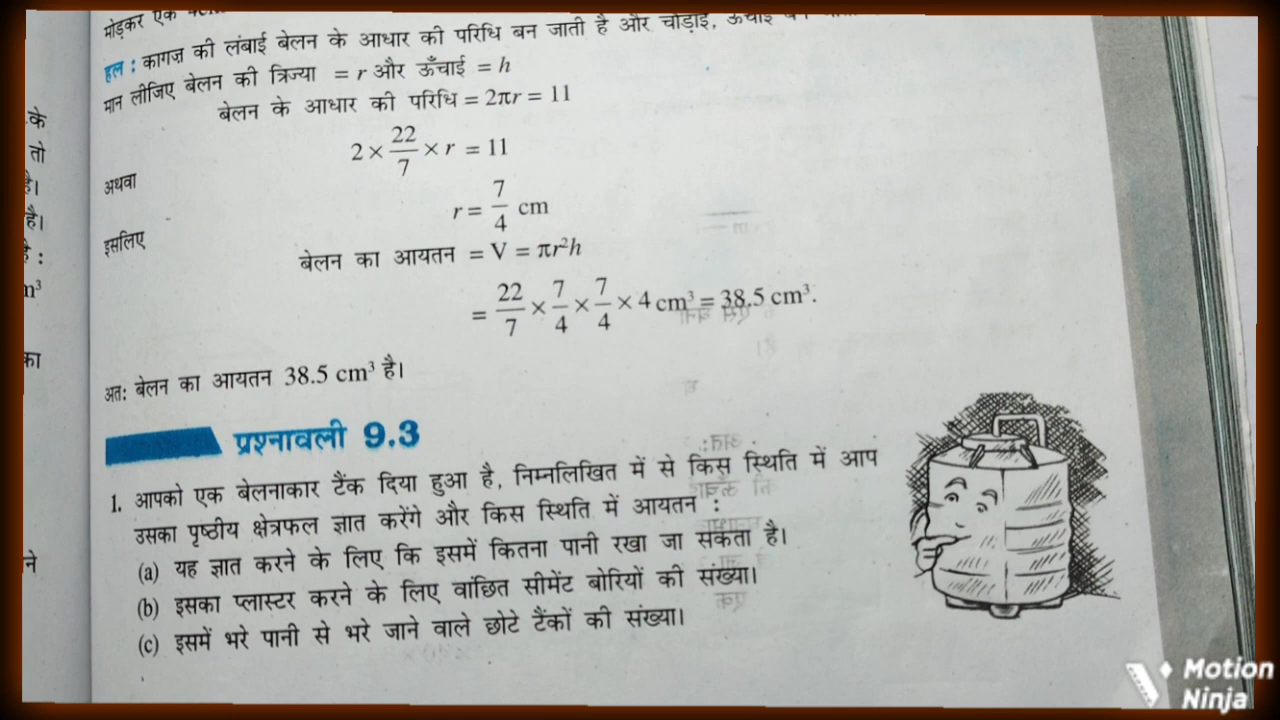 मोड़कर एक
हल : कागज़ की लंबाई बेलन के आधार की परिधि बन जाती है और चौड़ाई, ऊँचाई
मान लीजिए बेलन की त्रिज्या = r और ऊँचाई = h
बेलन के आधार की परिधि = 2πr = 11
अथवा 2 × 22/7 × r = 11
इसलिए r = 7/4 cm
बेलन का आयतन = V = πr²h
= 22/7 × 7/4 × 7/4 × 4 cm³ = 38.5 cm³.
अतः बेलन का आयतन 38.5 cm³ है।
प्रश्नावली 9.3
1. आपको एक बेलनाकार टैंक दिया हुआ है, निम्नलिखित में से किस स्थिति में आप
उसका पृष्ठीय क्षेत्रफल ज्ञात करेंगे और किस स्थिति में आयतन :
(a) यह ज्ञात करने के लिए कि इसमें कितना पानी रखा जा सकता है।
(b) इसका प्लास्टर करने के लिए वांछित सीमेंट बोरियों की संख्या।
(c) इसमें भरे पानी से भरे जाने वाले छोटे टैंकों की संख्या।
के
तो
है।
है।
:
m³
का
ने
Motion
Ninja